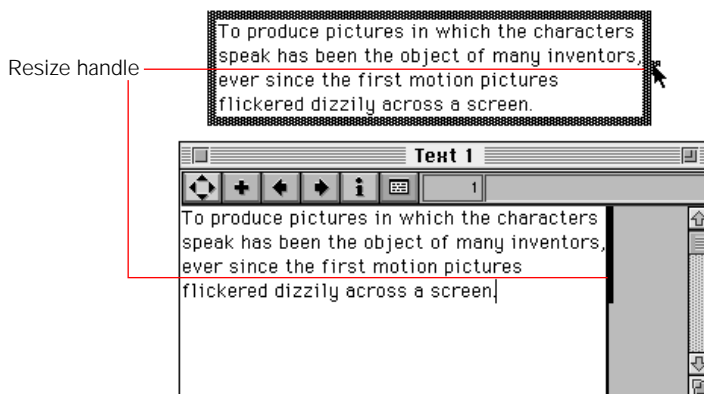 To produce pictures in which the characters
speak has been the object of many inventors,
Resize handle
ever since the first motion pictures
flickered dizzily across a screen.
Text 1
1
To produce pictures in which the characters
speak has been the object of many inventors,
ever since the first motion pictures
flickered dizzily across a screen.